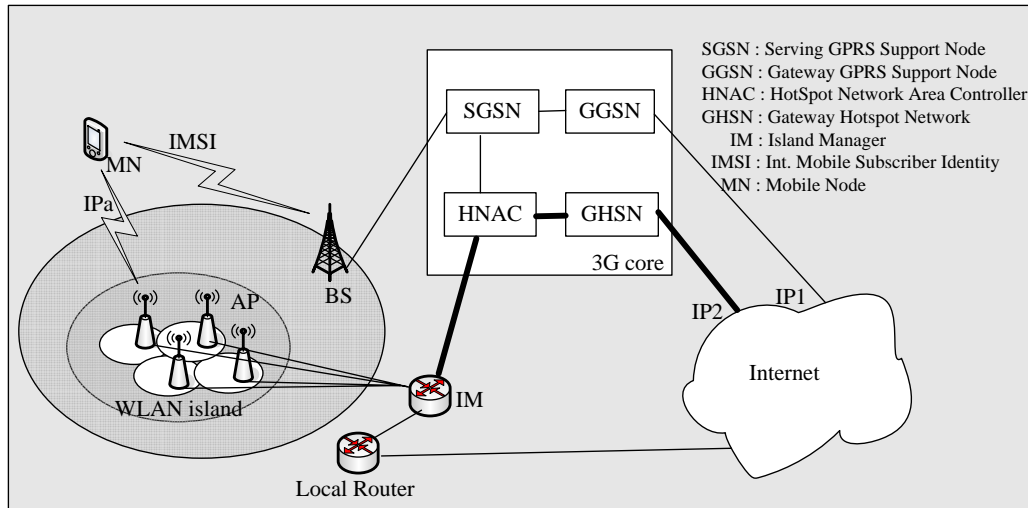 SGSN : Serving GPRS Support Node
GGSN : Gateway GPRS Support Node
HNAC : HotSpot Network Area Controller
GHSN : Gateway Hotspot Network
IM : Island Manager
IMSI : Int. Mobile Subscriber Identity
MN : Mobile Node
SGSN
GGSN
IMSI
MN
IPa
HNAC
GHSN
3G core
BS
AP
IP2
IP1
Internet
WLAN island
IM
Local Router